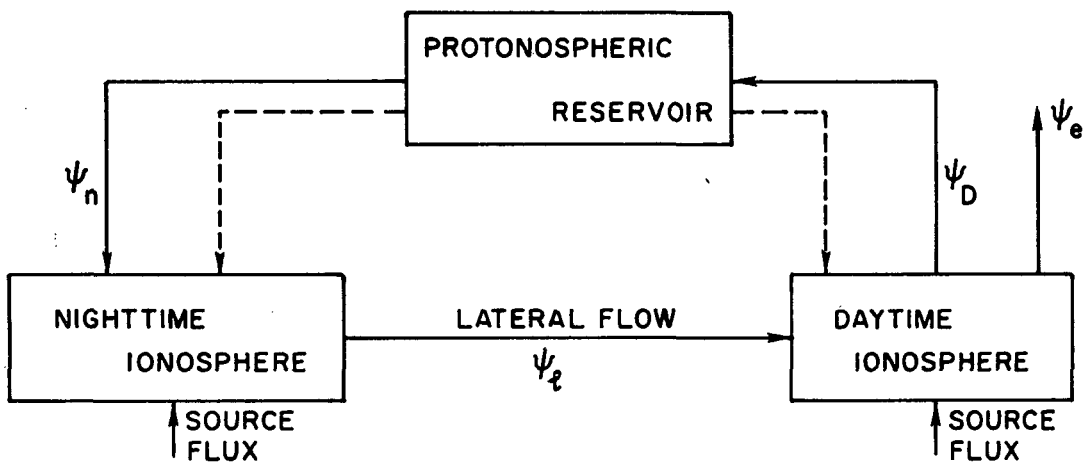 PROTONOSPHERIC
RESERVOIR
ψn
ψD
ψe
NIGHTTIME
IONOSPHERE
LATERAL FLOW
ψℓ
DAYTIME
IONOSPHERE
SOURCE
FLUX
SOURCE
FLUX